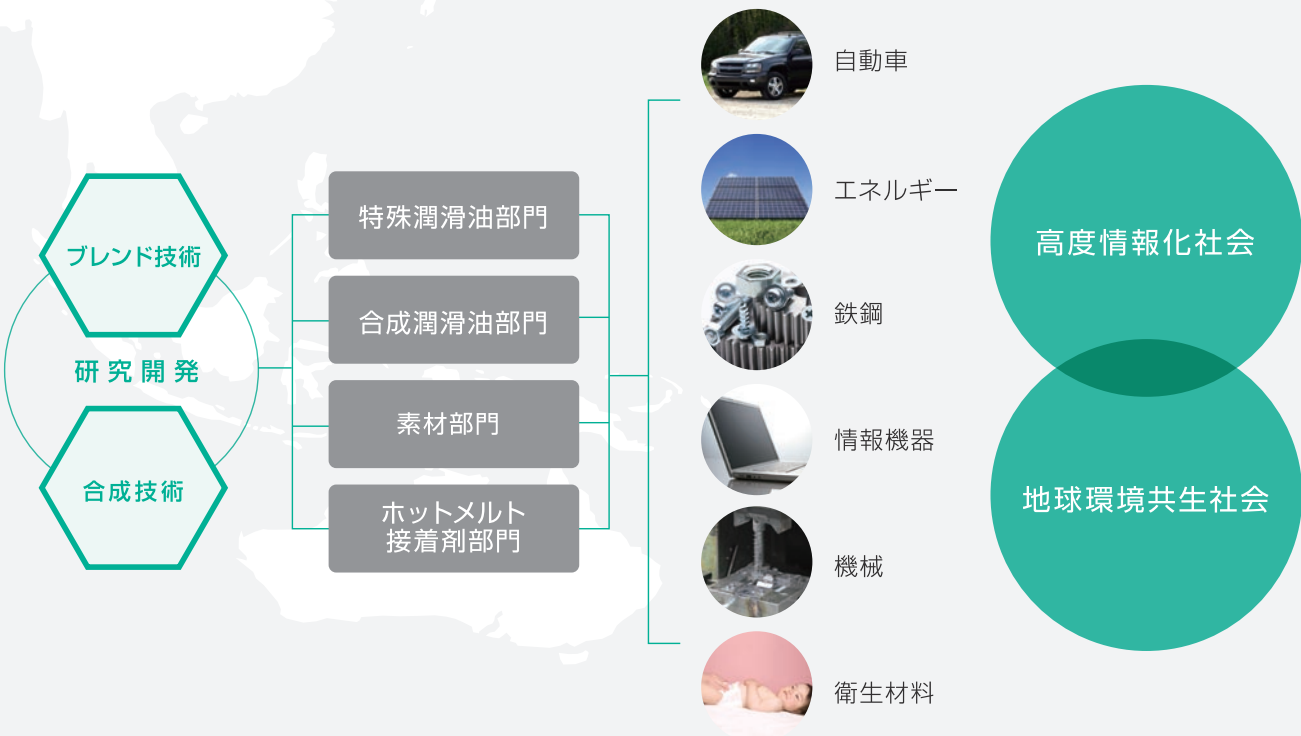 ブレンド技術
研究開発
合成技術
特殊潤滑油部門
合成潤滑油部門
素材部門
ホットメルト
接着剤部門
自動車
エネルギー
鉄鋼
情報機器
機械
衛生材料
高度情報化社会
地球環境共生社会